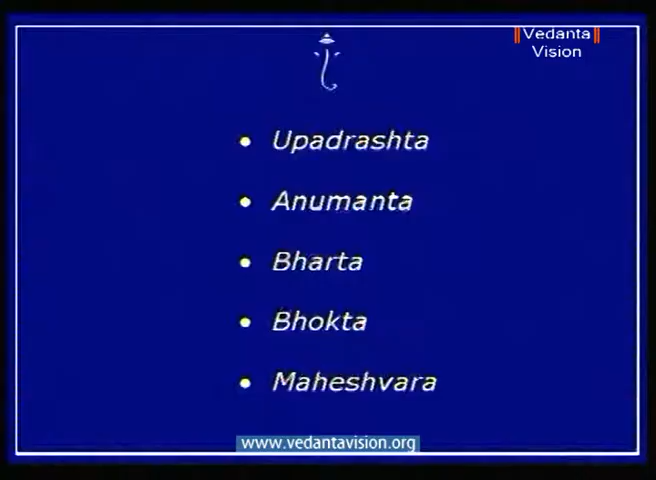 Vedanta
Vision
• Upadrashta
• Anumanta
• Bharta
• Bhokta
• Maheshvara
www.vedantavision.org